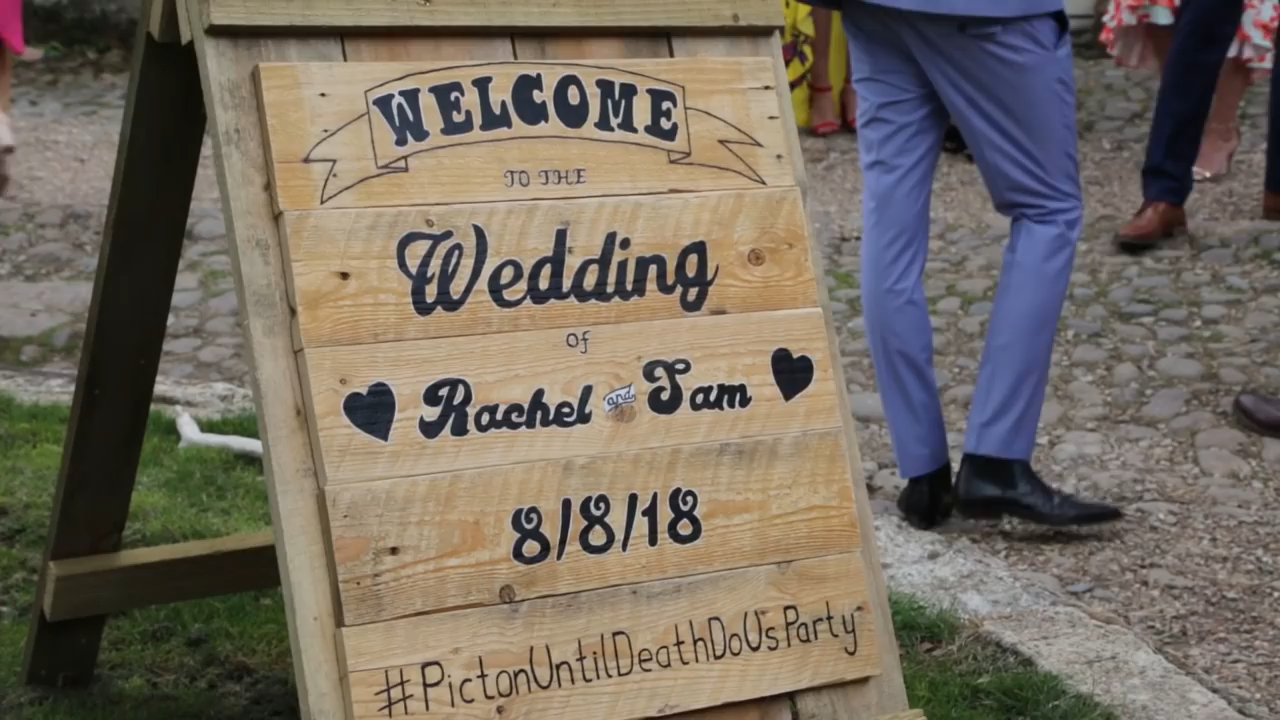 WELCOME
TO THE
Wedding
of
Rachel and Sam
8/8/18
#PictonUntilDeathDoUsParty